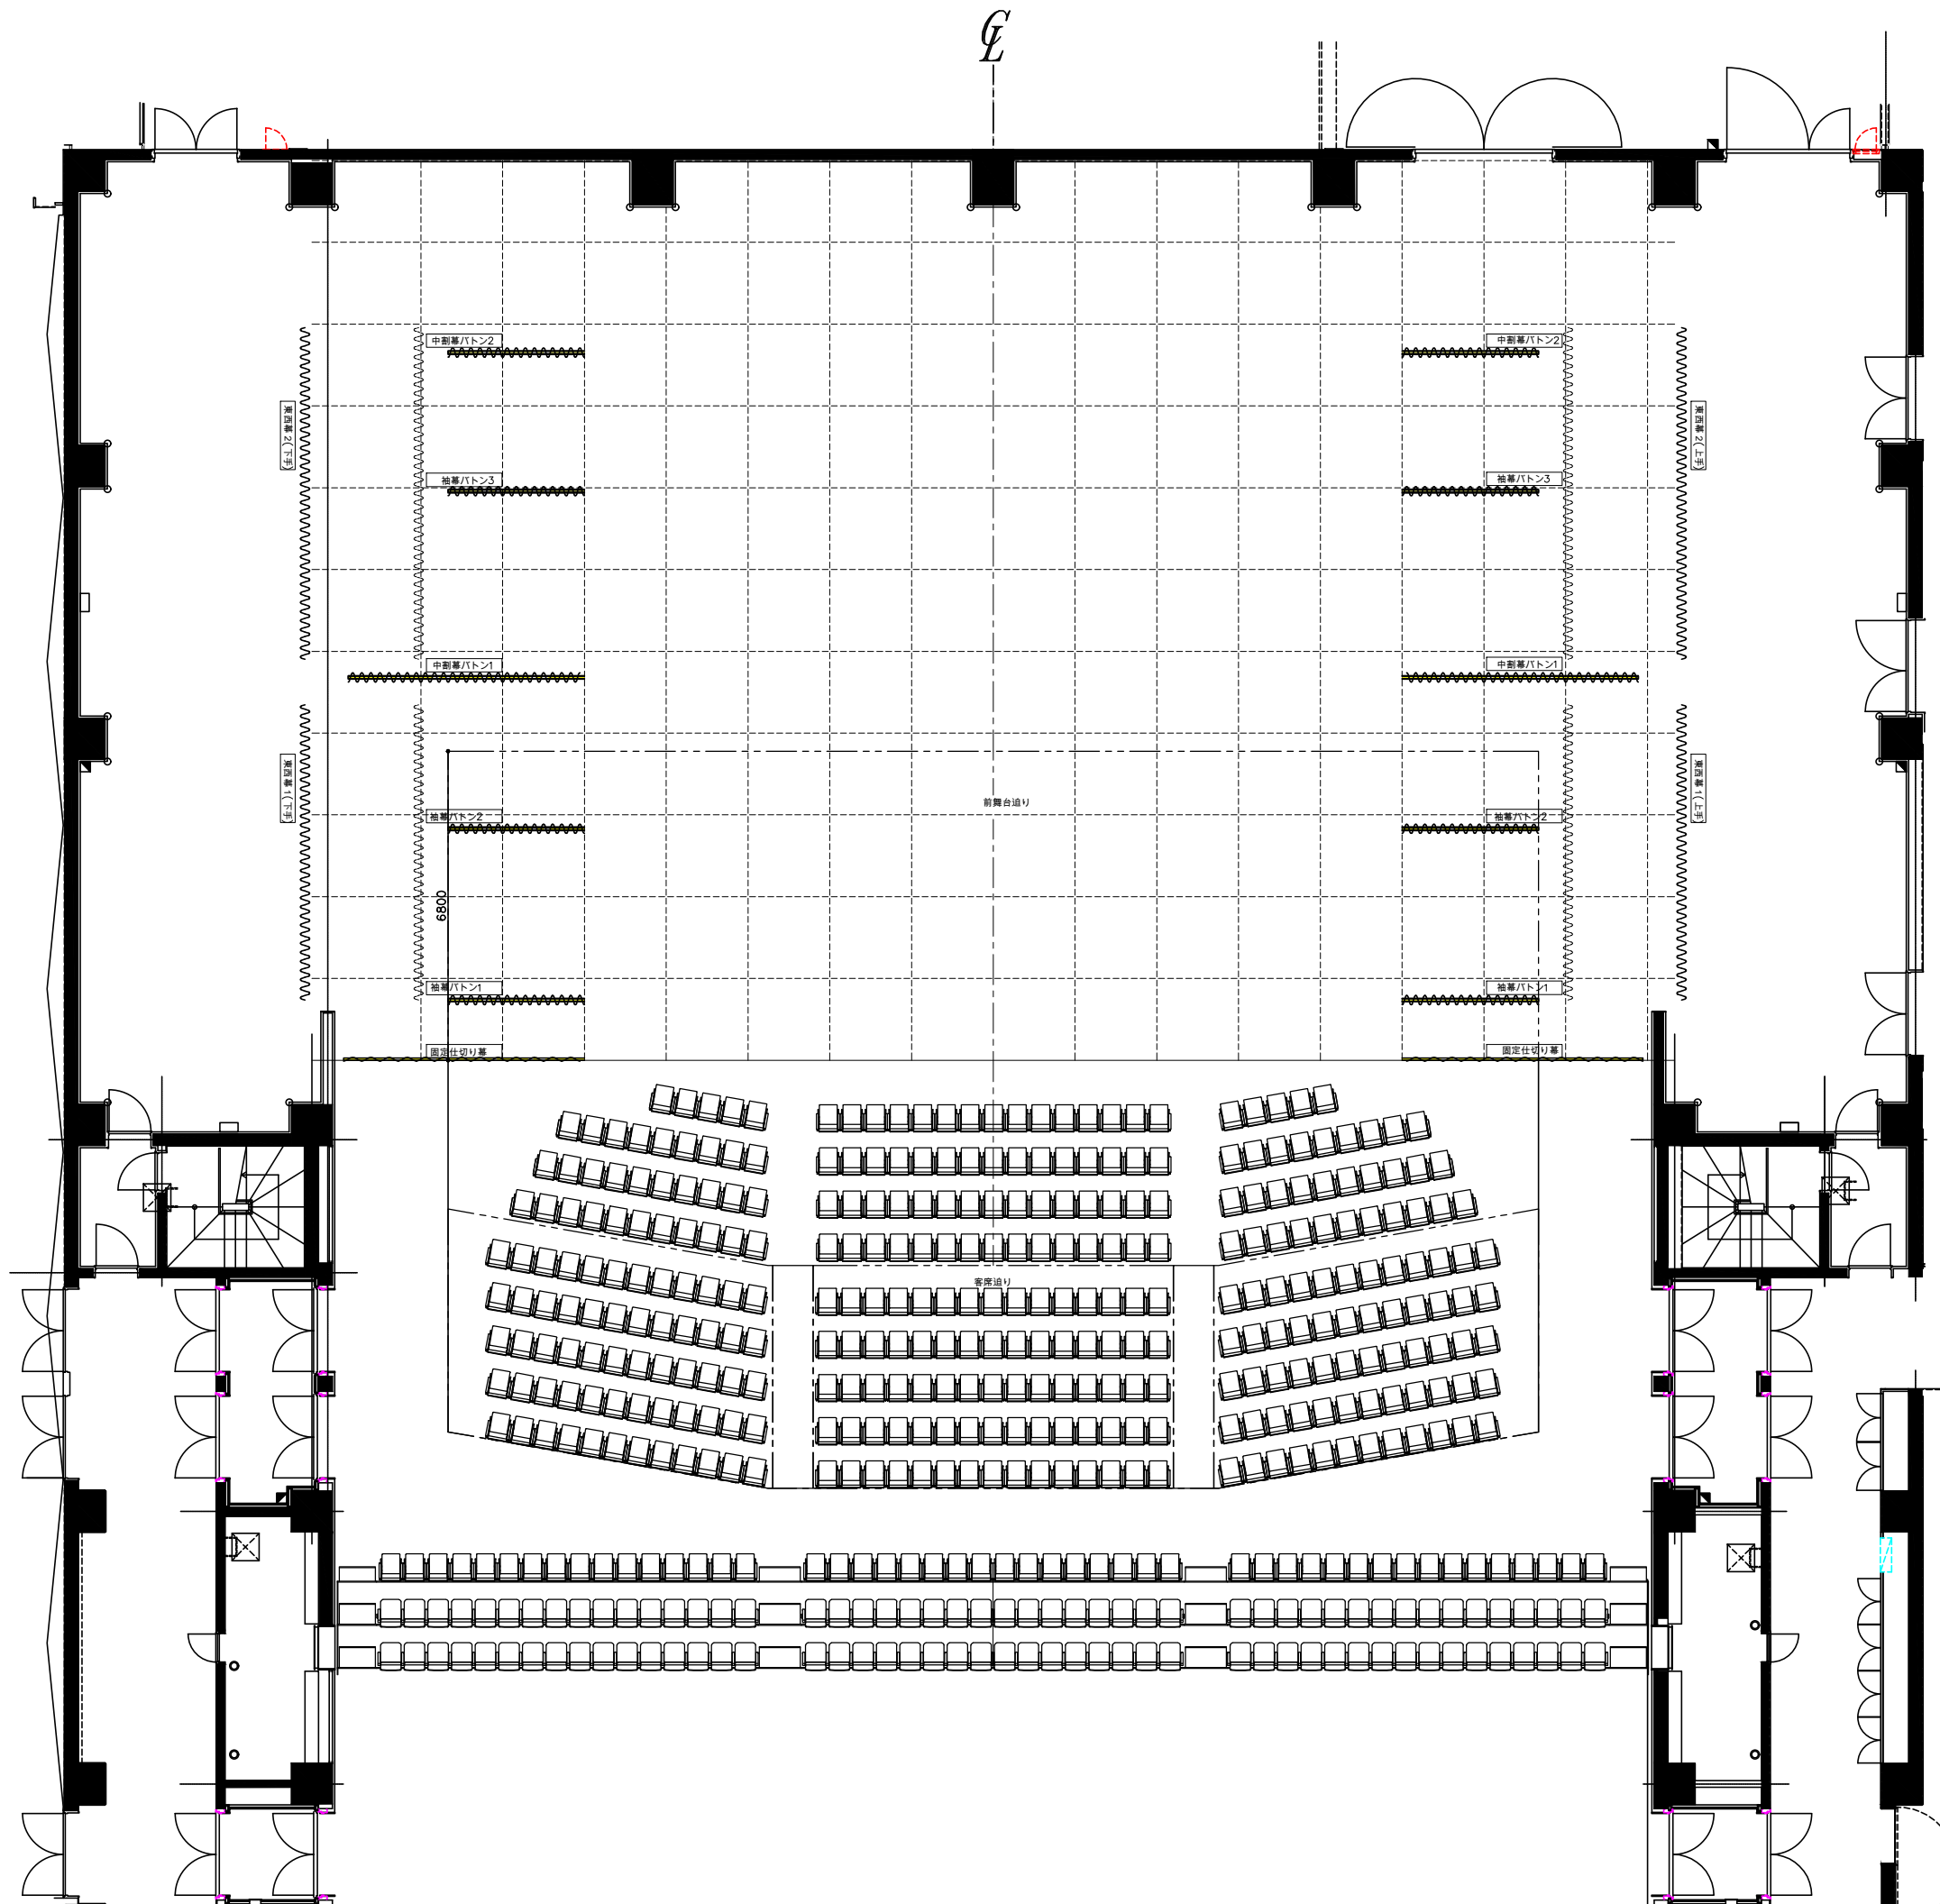 ℄
中割幕バトン2
中割幕バトン2
東西幕2(下手)
東西幕2(上手)
袖幕バトン3
袖幕バトン3
中割幕バトン1
中割幕バトン1
東西幕1(下手)
東西幕1(上手)
前舞台迫り
袖幕バトン2
袖幕バトン2
6800
袖幕バトン1
袖幕バトン1
固定仕切り幕
固定仕切り幕
客席迫り